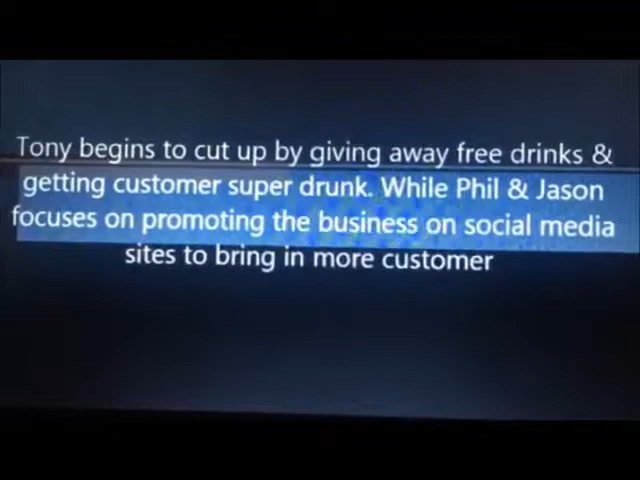 Tony begins to cut up by giving away free drinks &
getting customer super drunk. While Phil & Jason
focuses on promoting the business on social media
sites to bring in more customer